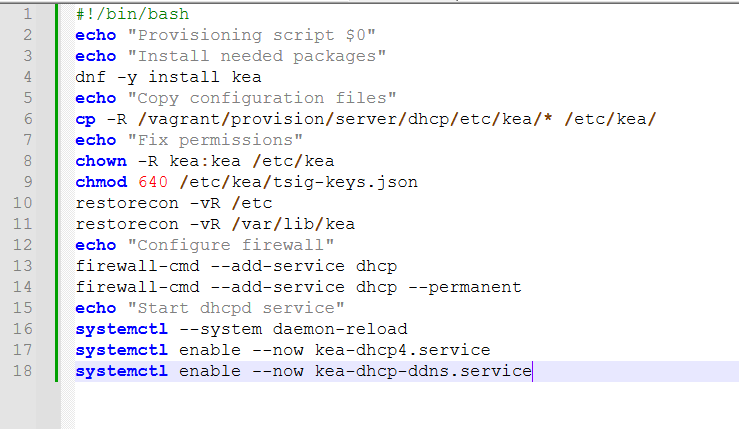 1 #!/bin/bash
2 echo "Provisioning script $0"
3 echo "Install needed packages"
4 dnf -y install kea
5 echo "Copy configuration files"
6 cp -R /vagrant/provision/server/dhcp/etc/kea/* /etc/kea/
7 echo "Fix permissions"
8 chown -R kea:kea /etc/kea
9 chmod 640 /etc/kea/tsig-keys.json
10 restorecon -vR /etc
11 restorecon -vR /var/lib/kea
12 echo "Configure firewall"
13 firewall-cmd --add-service dhcp
14 firewall-cmd --add-service dhcp --permanent
15 echo "Start dhcpd service"
16 systemctl --system daemon-reload
17 systemctl enable --now kea-dhcp4.service
18 systemctl enable --now kea-dhcp-ddns.service